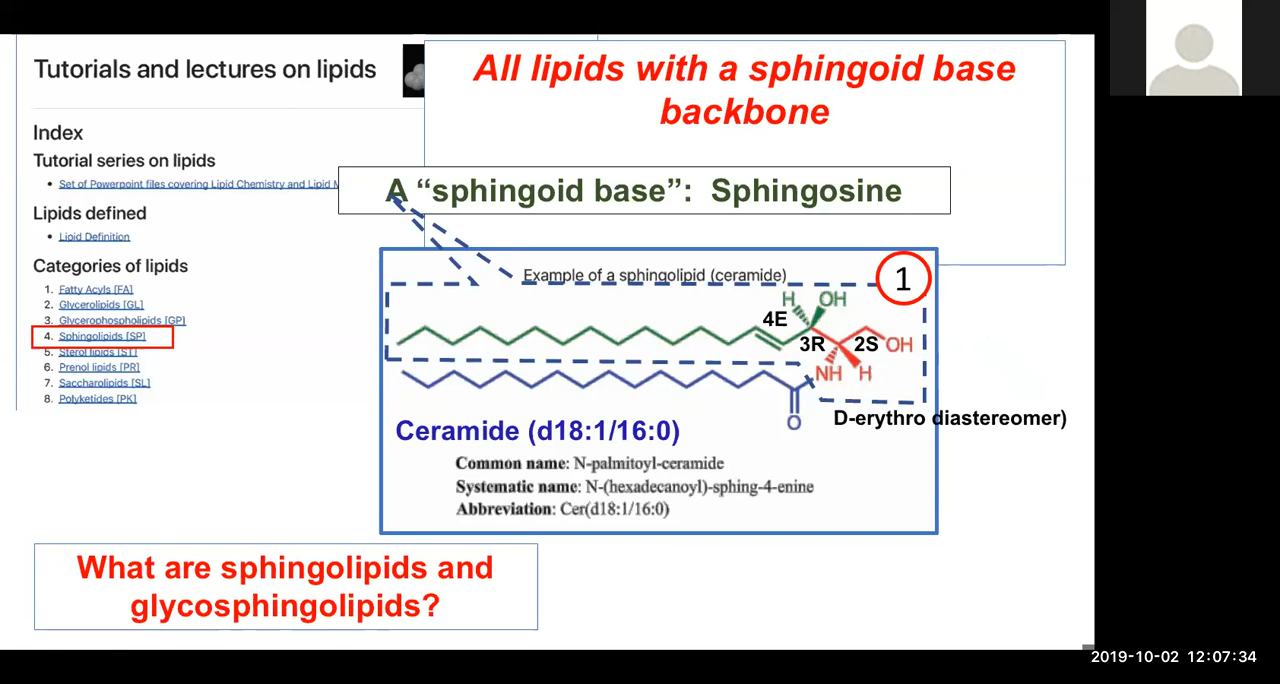 Tutorials and lectures on lipids
Index
Tutorial series on lipids
• Set of Powerpoint files covering Lipid Chemistry and Lipid M
Lipids defined
• Lipid Definition
Categories of lipids
1. Fatty Acyls [FA]
2. Glycerolipids [GL]
3. Glycerophospholipids [GP]
4. Sphingolipids [SP]
5. Sterol lipids [ST]
6. Prenol lipids [PR]
7. Saccharolipids [SL]
8. Polyketides [PK]
All lipids with a sphingoid base
backbone
A “sphingoid base”: Sphingosine
Example of a sphingolipid (ceramide)
1
H OH
4E
3R 2S OH
NH H
O
D-erythro diastereomer)
Ceramide (d18:1/16:0)
Common name: N-palmitoyl-ceramide
Systematic name: N-(hexadecanoyl)-sphing-4-enine
Abbreviation: Cer(d18:1/16:0)
What are sphingolipids and
glycosphingolipids?
2019-10-02 12:07:34